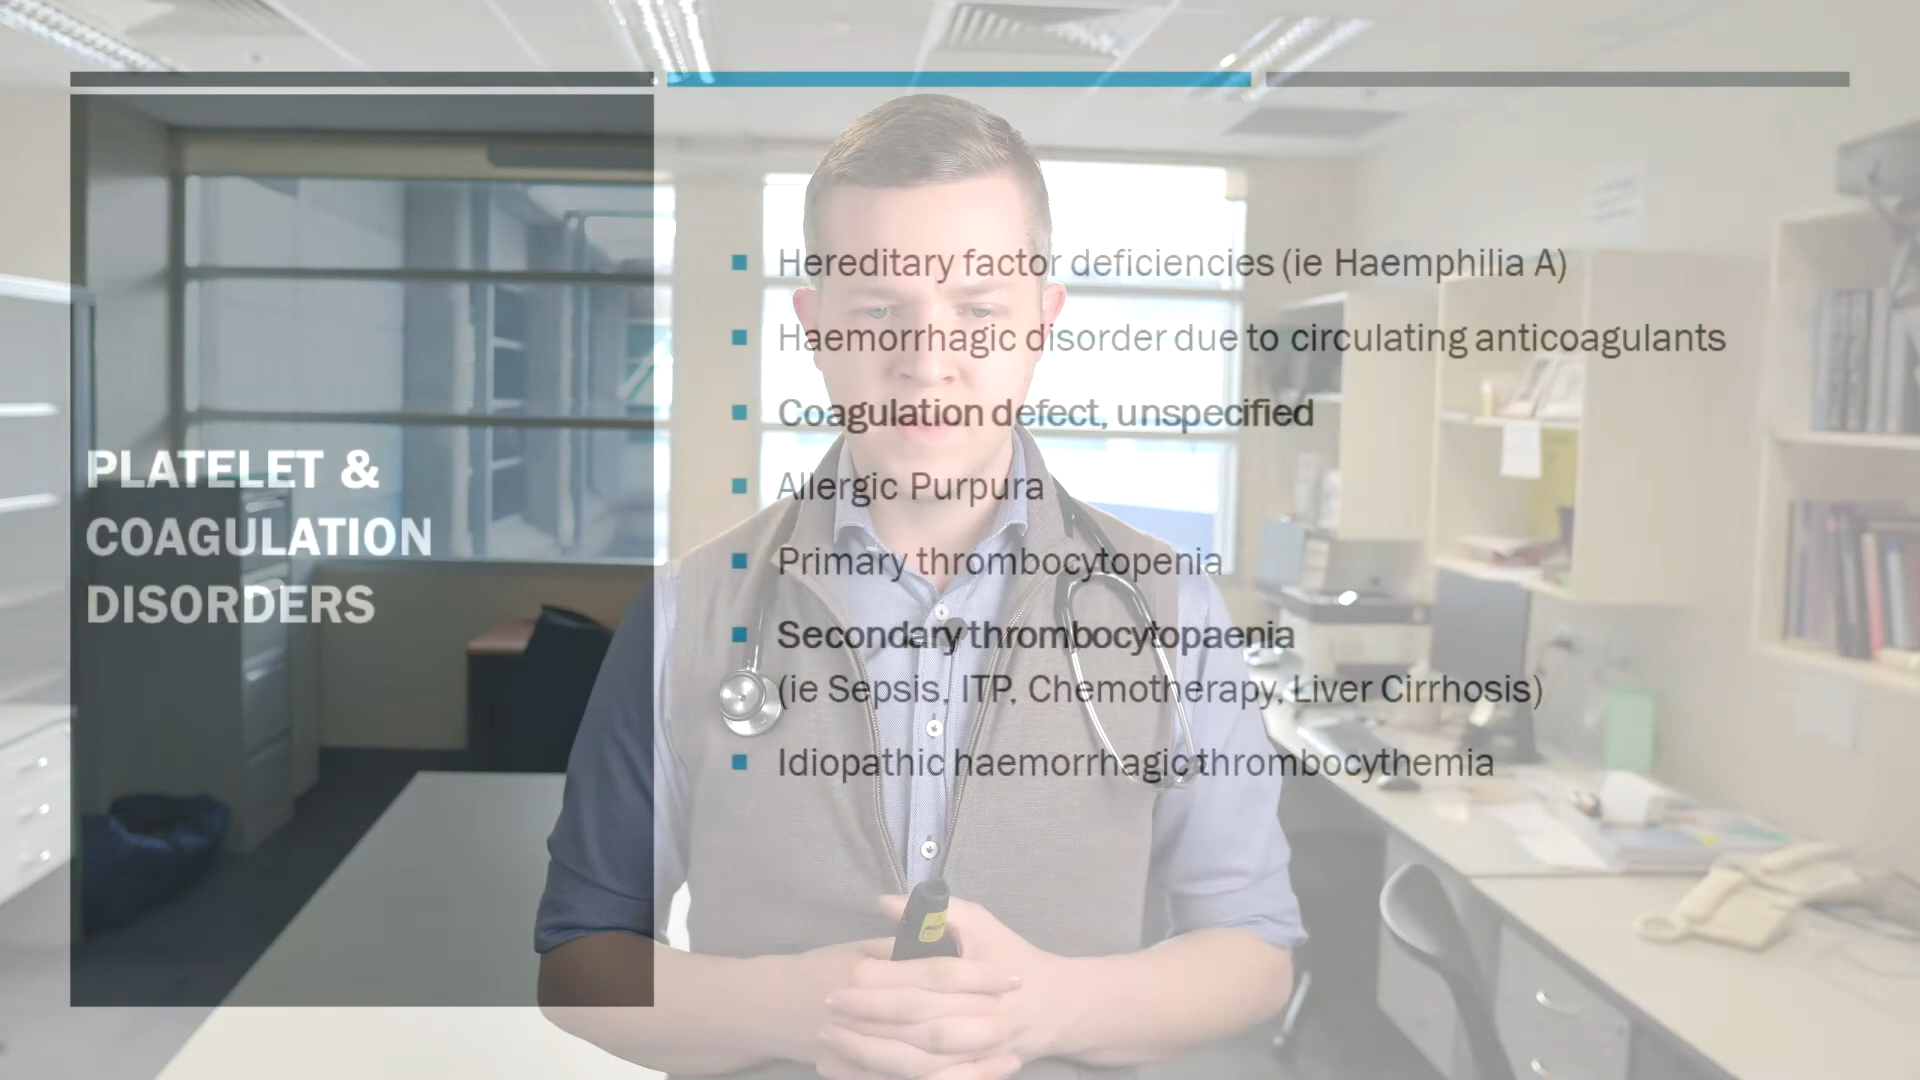 PLATELET &
COAGULATION
DISORDERS
Hereditary factor deficiencies (ie Haemphilia A)
Haemorrhagic disorder due to circulating anticoagulants
Coagulation defect, unspecified
Allergic Purpura
Primary thrombocytopenia
Secondary thrombocytopaenia
(ie Sepsis, ITP, Chemotherapy, Liver Cirrhosis)
Idiopathic haemorrhagic thrombocythemia